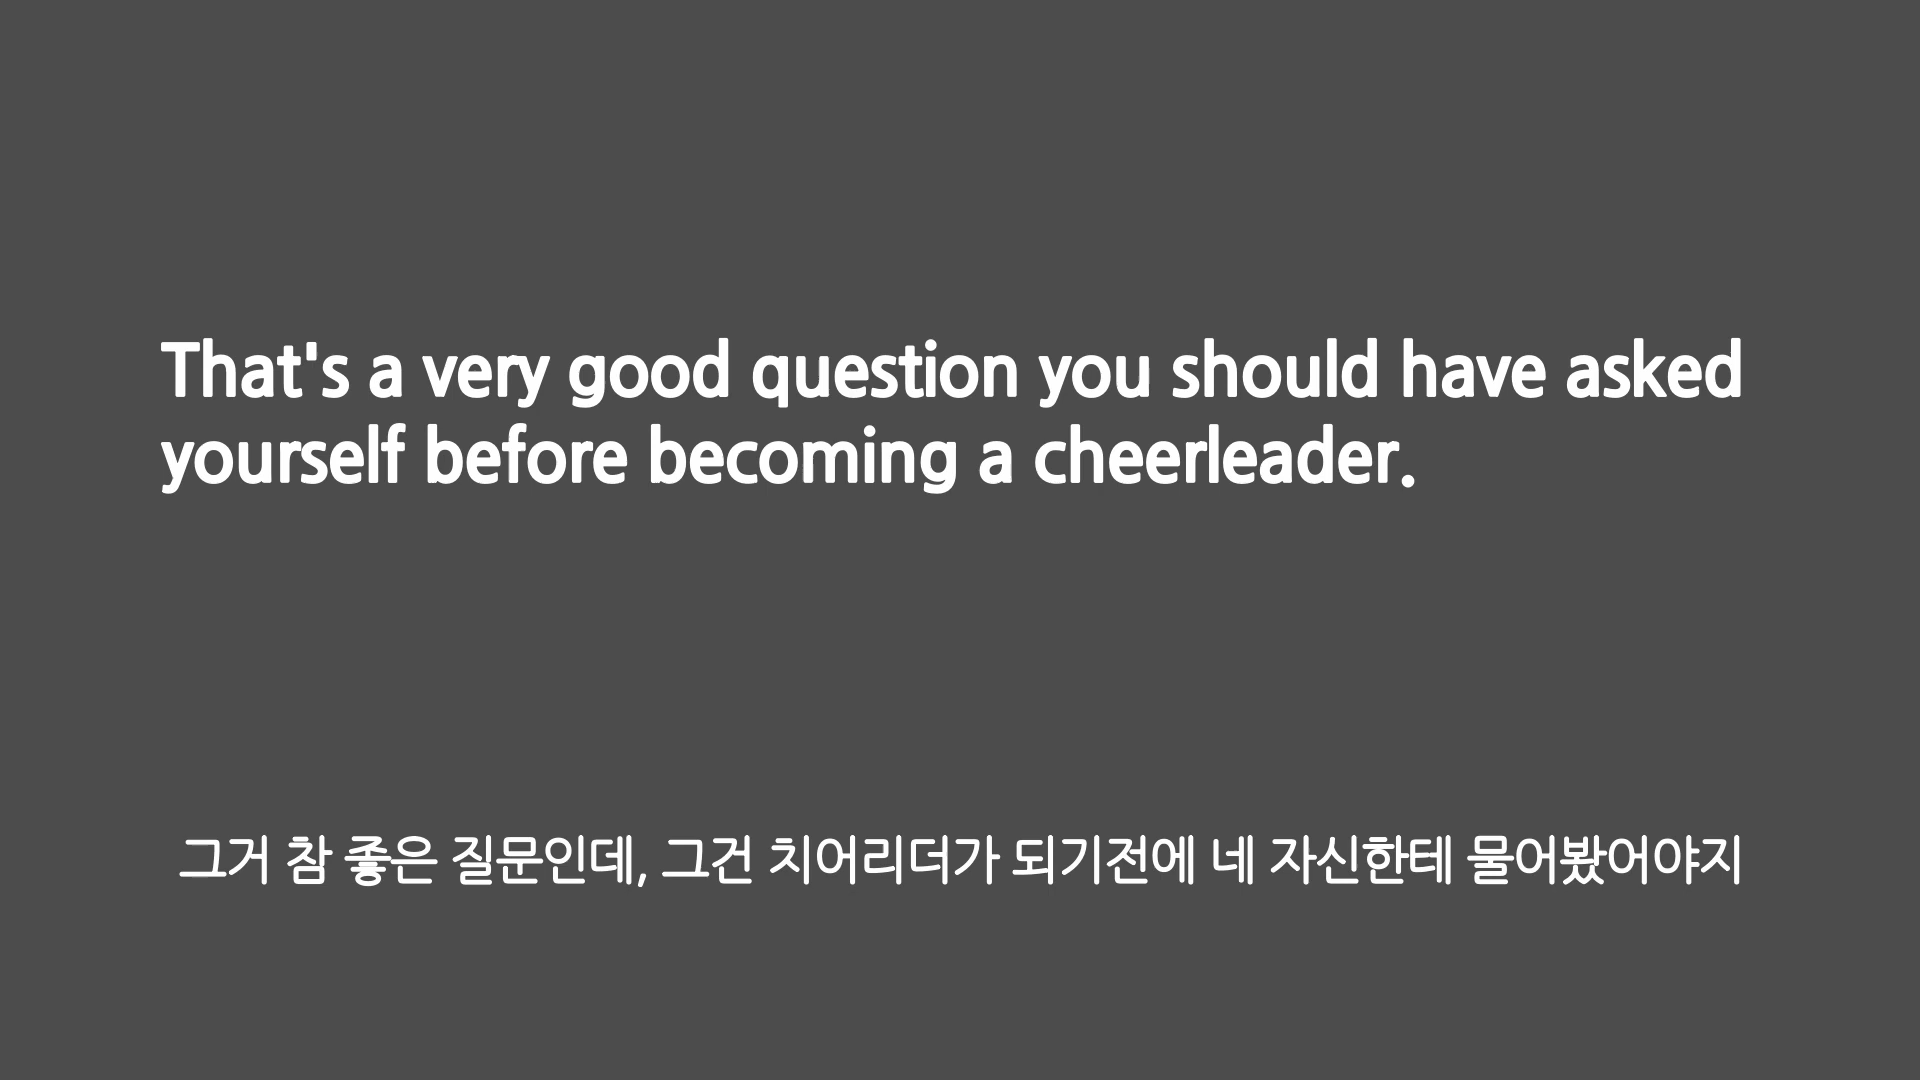 That's a very good question you should have asked
yourself before becoming a cheerleader.
그거 참 좋은 질문인데, 그건 치어리더가 되기전에 네 자신한테 물어봤어야지